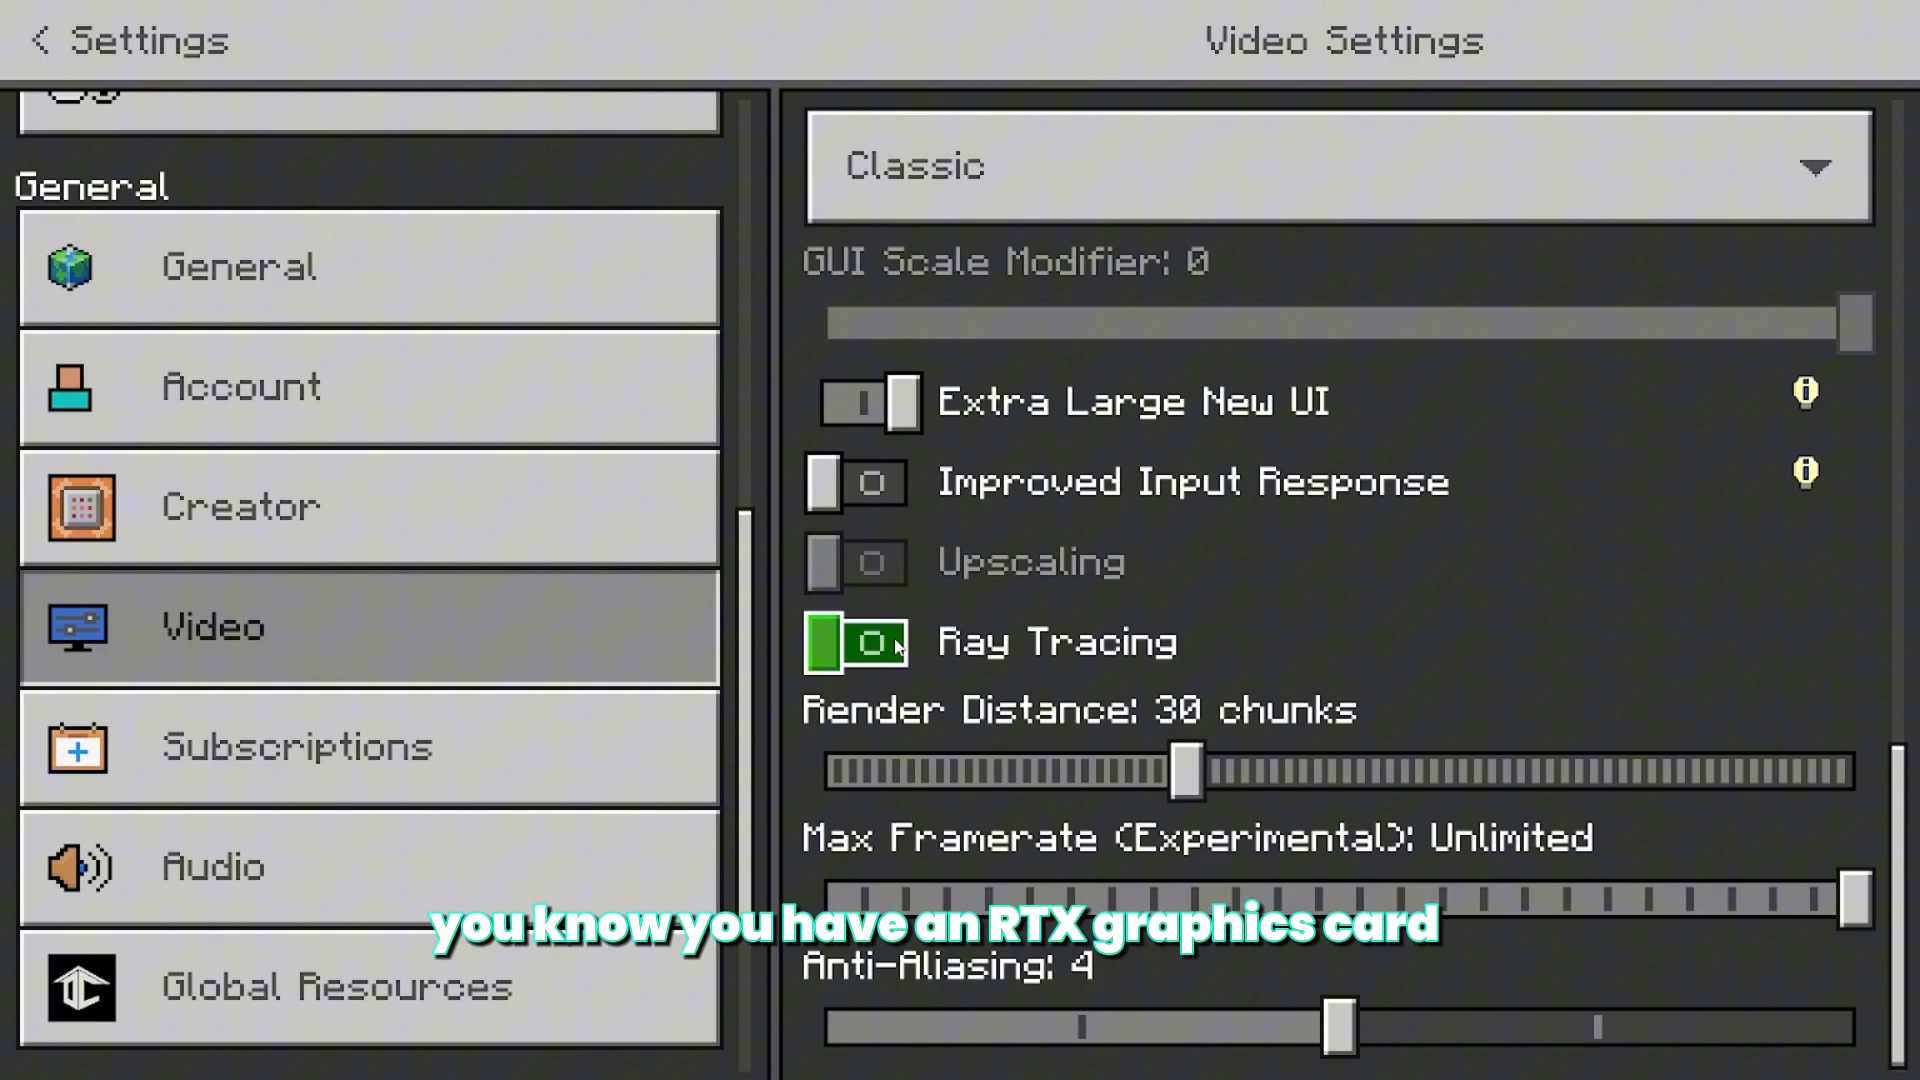 Settings
Video Settings
General
General
Account
Creator
Video
Subscriptions
Audio
Global Resources
Classic
GUI Scale Modifier: 0
Extra Large New UI
Improved Input Response
Upscaling
Ray Tracing
Render Distance: 30 chunks
Max Framerate (Experimental): Unlimited
you know you have an RTX graphics card
Anti-Aliasing: 4